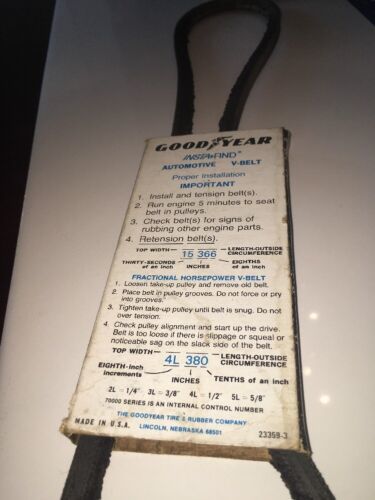 GOODYEAR
INSTA-FIND
AUTOMOTIVE V-BELT
Proper Installation
IMPORTANT
1. Install and tension belt(s).
2. Run engine 5 minutes to seat
belt in pulleys.
3. Check belt(s) for signs of
rubbing other engine parts.
4. Retension belt(s).
TOP WIDTH LENGTH-OUTSIDE
15 366 CIRCUMFERENCE
THIRTY-SECONDS EIGHTHS
of an inch INCHES of an inch
FRACTIONAL HORSEPOWER V-BELT
1. Loosen take-up pulley and remove old belt.
2. Place belt in pulley grooves. Do not force or pry
into grooves.
3. Tighten take-up pulley until belt is snug. Do not
over tension.
4. Check pulley alignment and start up the drive.
Belt is too loose if there is slippage or squeal or
noticeable sag on the slack side of the belt.
TOP WIDTH LENGTH-OUTSIDE
4L 380 CIRCUMFERENCE
EIGHTH-inch TENTHS of an inch
increments INCHES
2L = 1/4" 3L = 3/8" 4L = 1/2" 5L = 5/8"
70000 SERIES IS AN INTERNAL CONTROL NUMBER
THE GOODYEAR TIRE & RUBBER COMPANY
LINCOLN, NEBRASKA 68501
MADE IN U.S.A. 23359-3